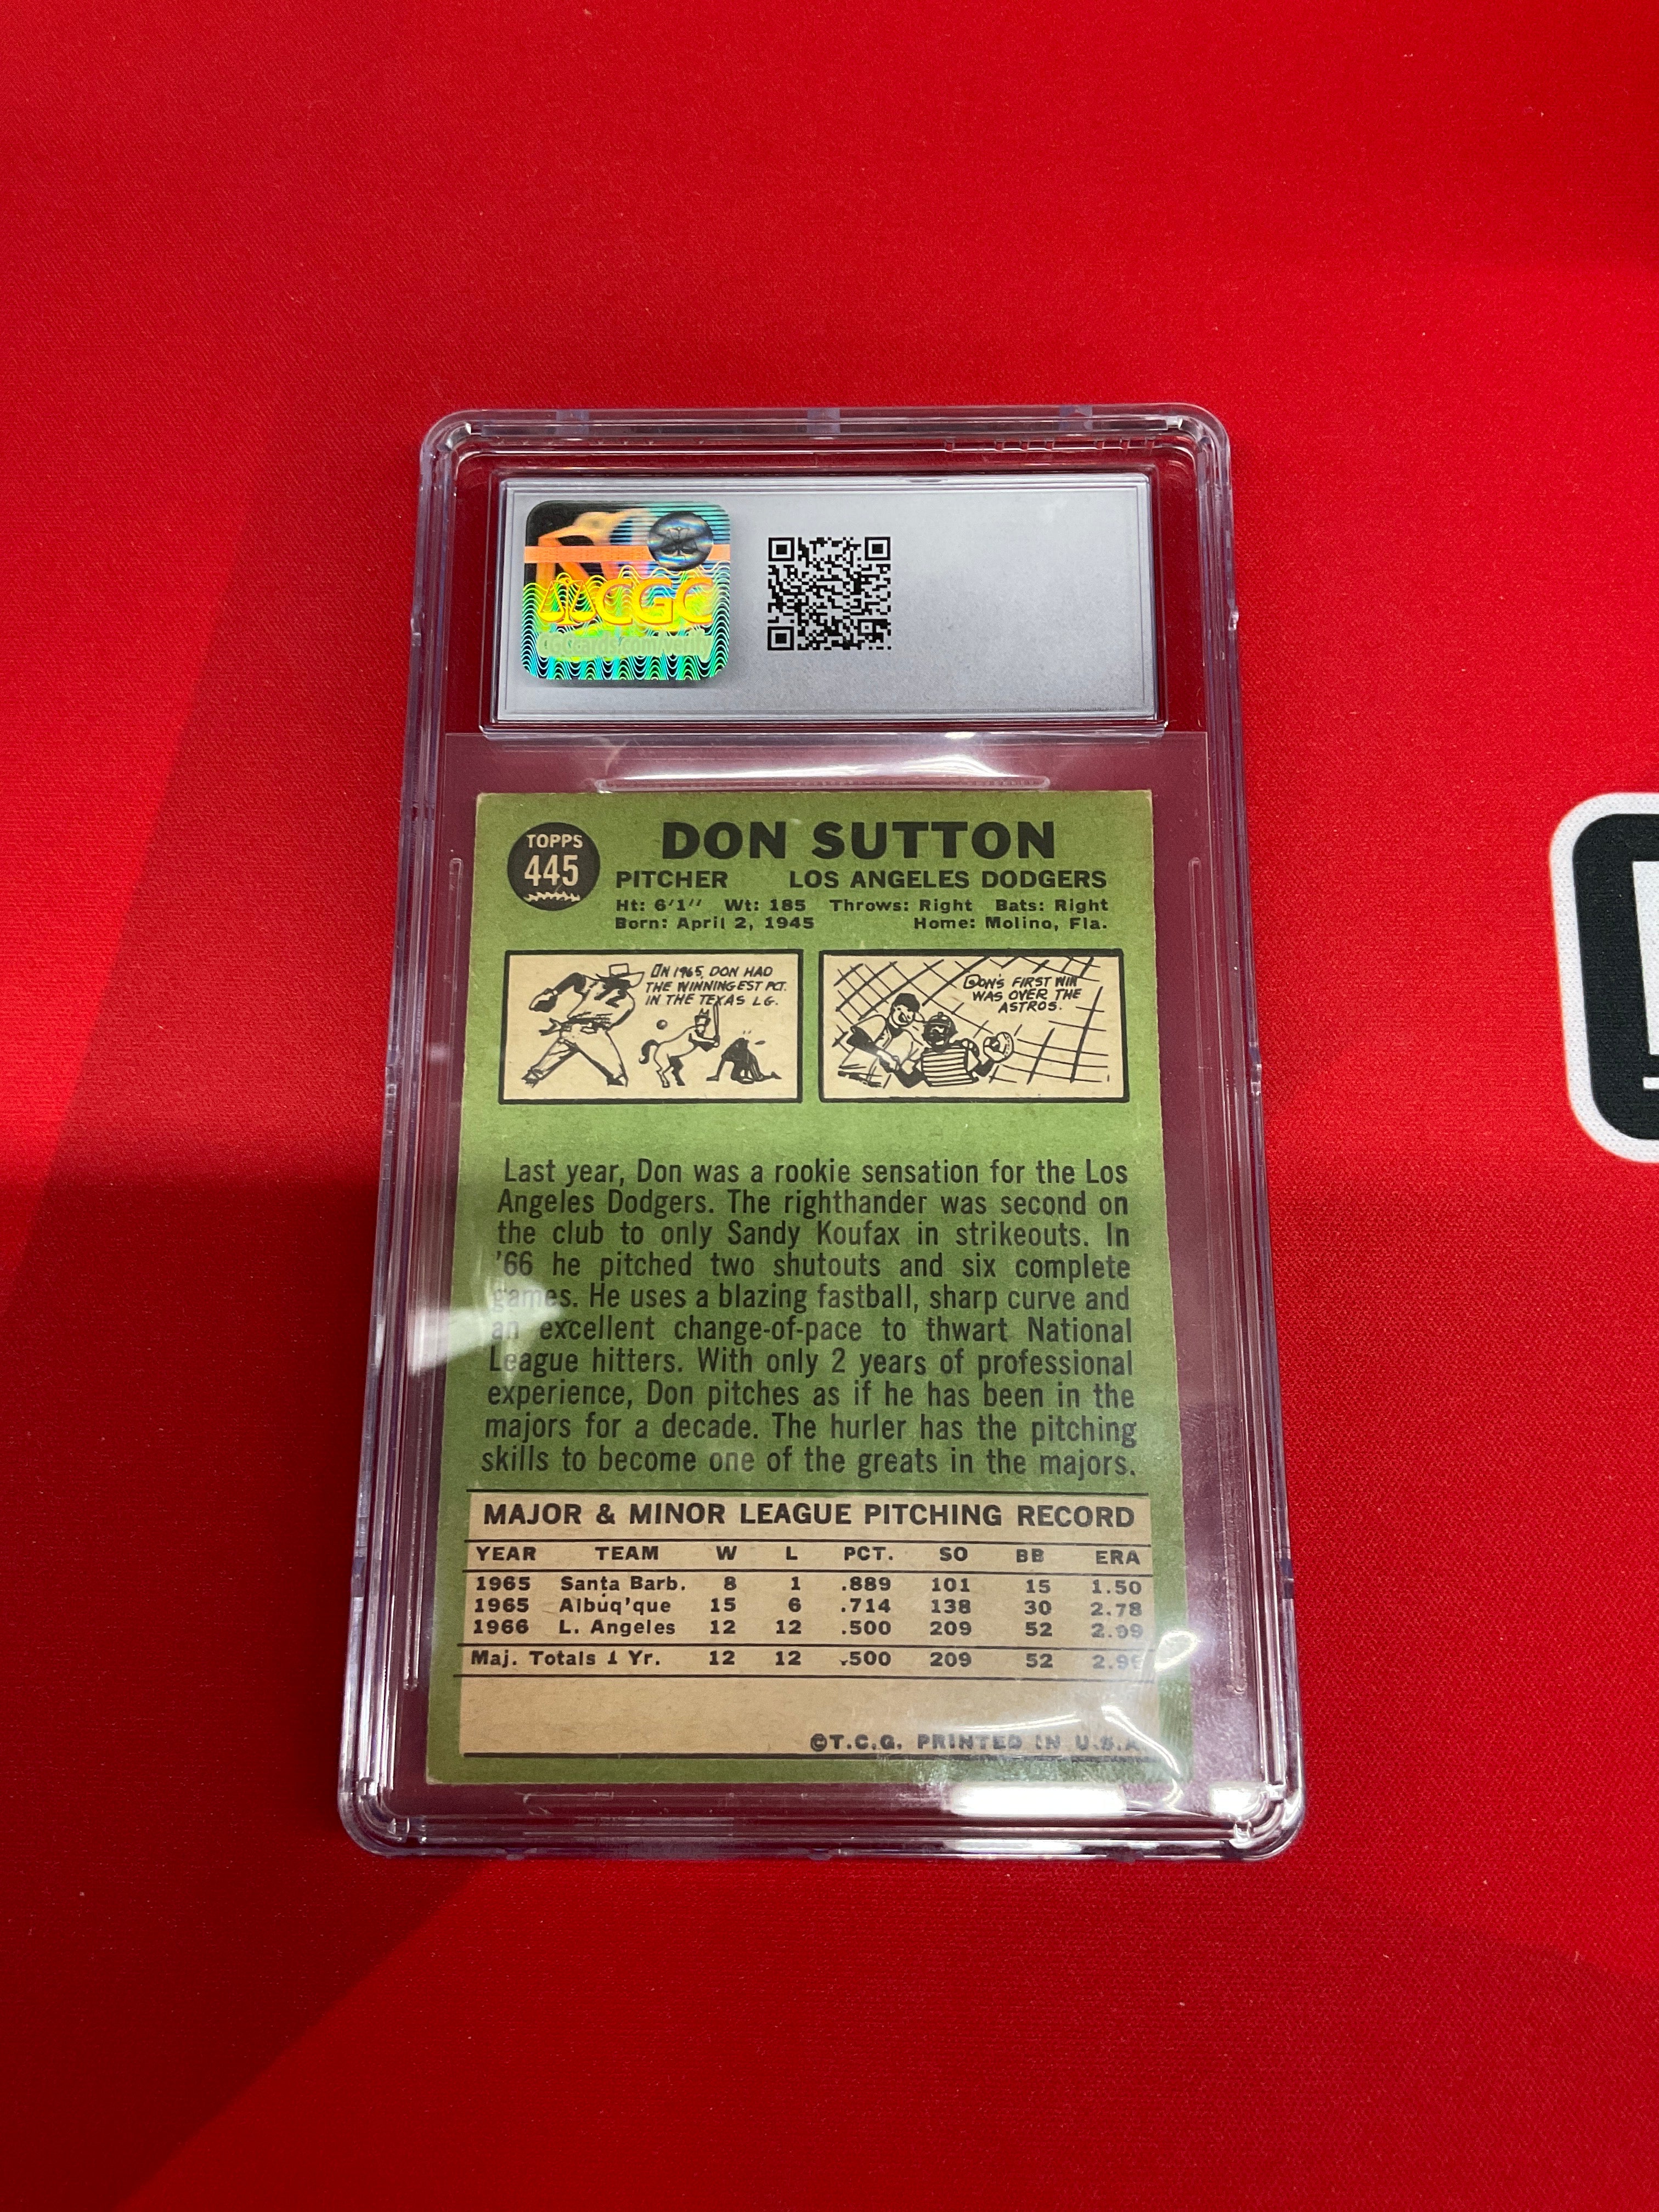 CGC
CGCcards.com/verify
TOPPS
445
DON SUTTON
PITCHER LOS ANGELES DODGERS
Ht: 6'1" Wt: 185 Throws: Right Bats: Right
Born: April 2, 1945 Home: Molino, Fla.
ON 1965, DON HAD
THE WINNINGEST PCT.
IN THE TEXAS LG.
DON'S FIRST WIN
WAS OVER THE
ASTROS.
Last year, Don was a rookie sensation for the Los
Angeles Dodgers. The righthander was second on
the club to only Sandy Koufax in strikeouts. In
'66 he pitched two shutouts and six complete
games. He uses a blazing fastball, sharp curve and
an excellent change-of-pace to thwart National
League hitters. With only 2 years of professional
experience, Don pitches as if he has been in the
majors for a decade. The hurler has the pitching
skills to become one of the greats in the majors.
MAJOR & MINOR LEAGUE PITCHING RECORD
YEAR TEAM W L PCT. SO BB ERA
1965 Santa Barb. 8 1 .889 101 15 1.50
1965 Albuq'que 15 6 .714 138 30 2.78
1966 L. Angeles 12 12 .500 209 52 2.99
Maj. Totals 1 Yr. 12 12 .500 209 52 2.99
©T.C.G. PRINTED IN U.S.A.